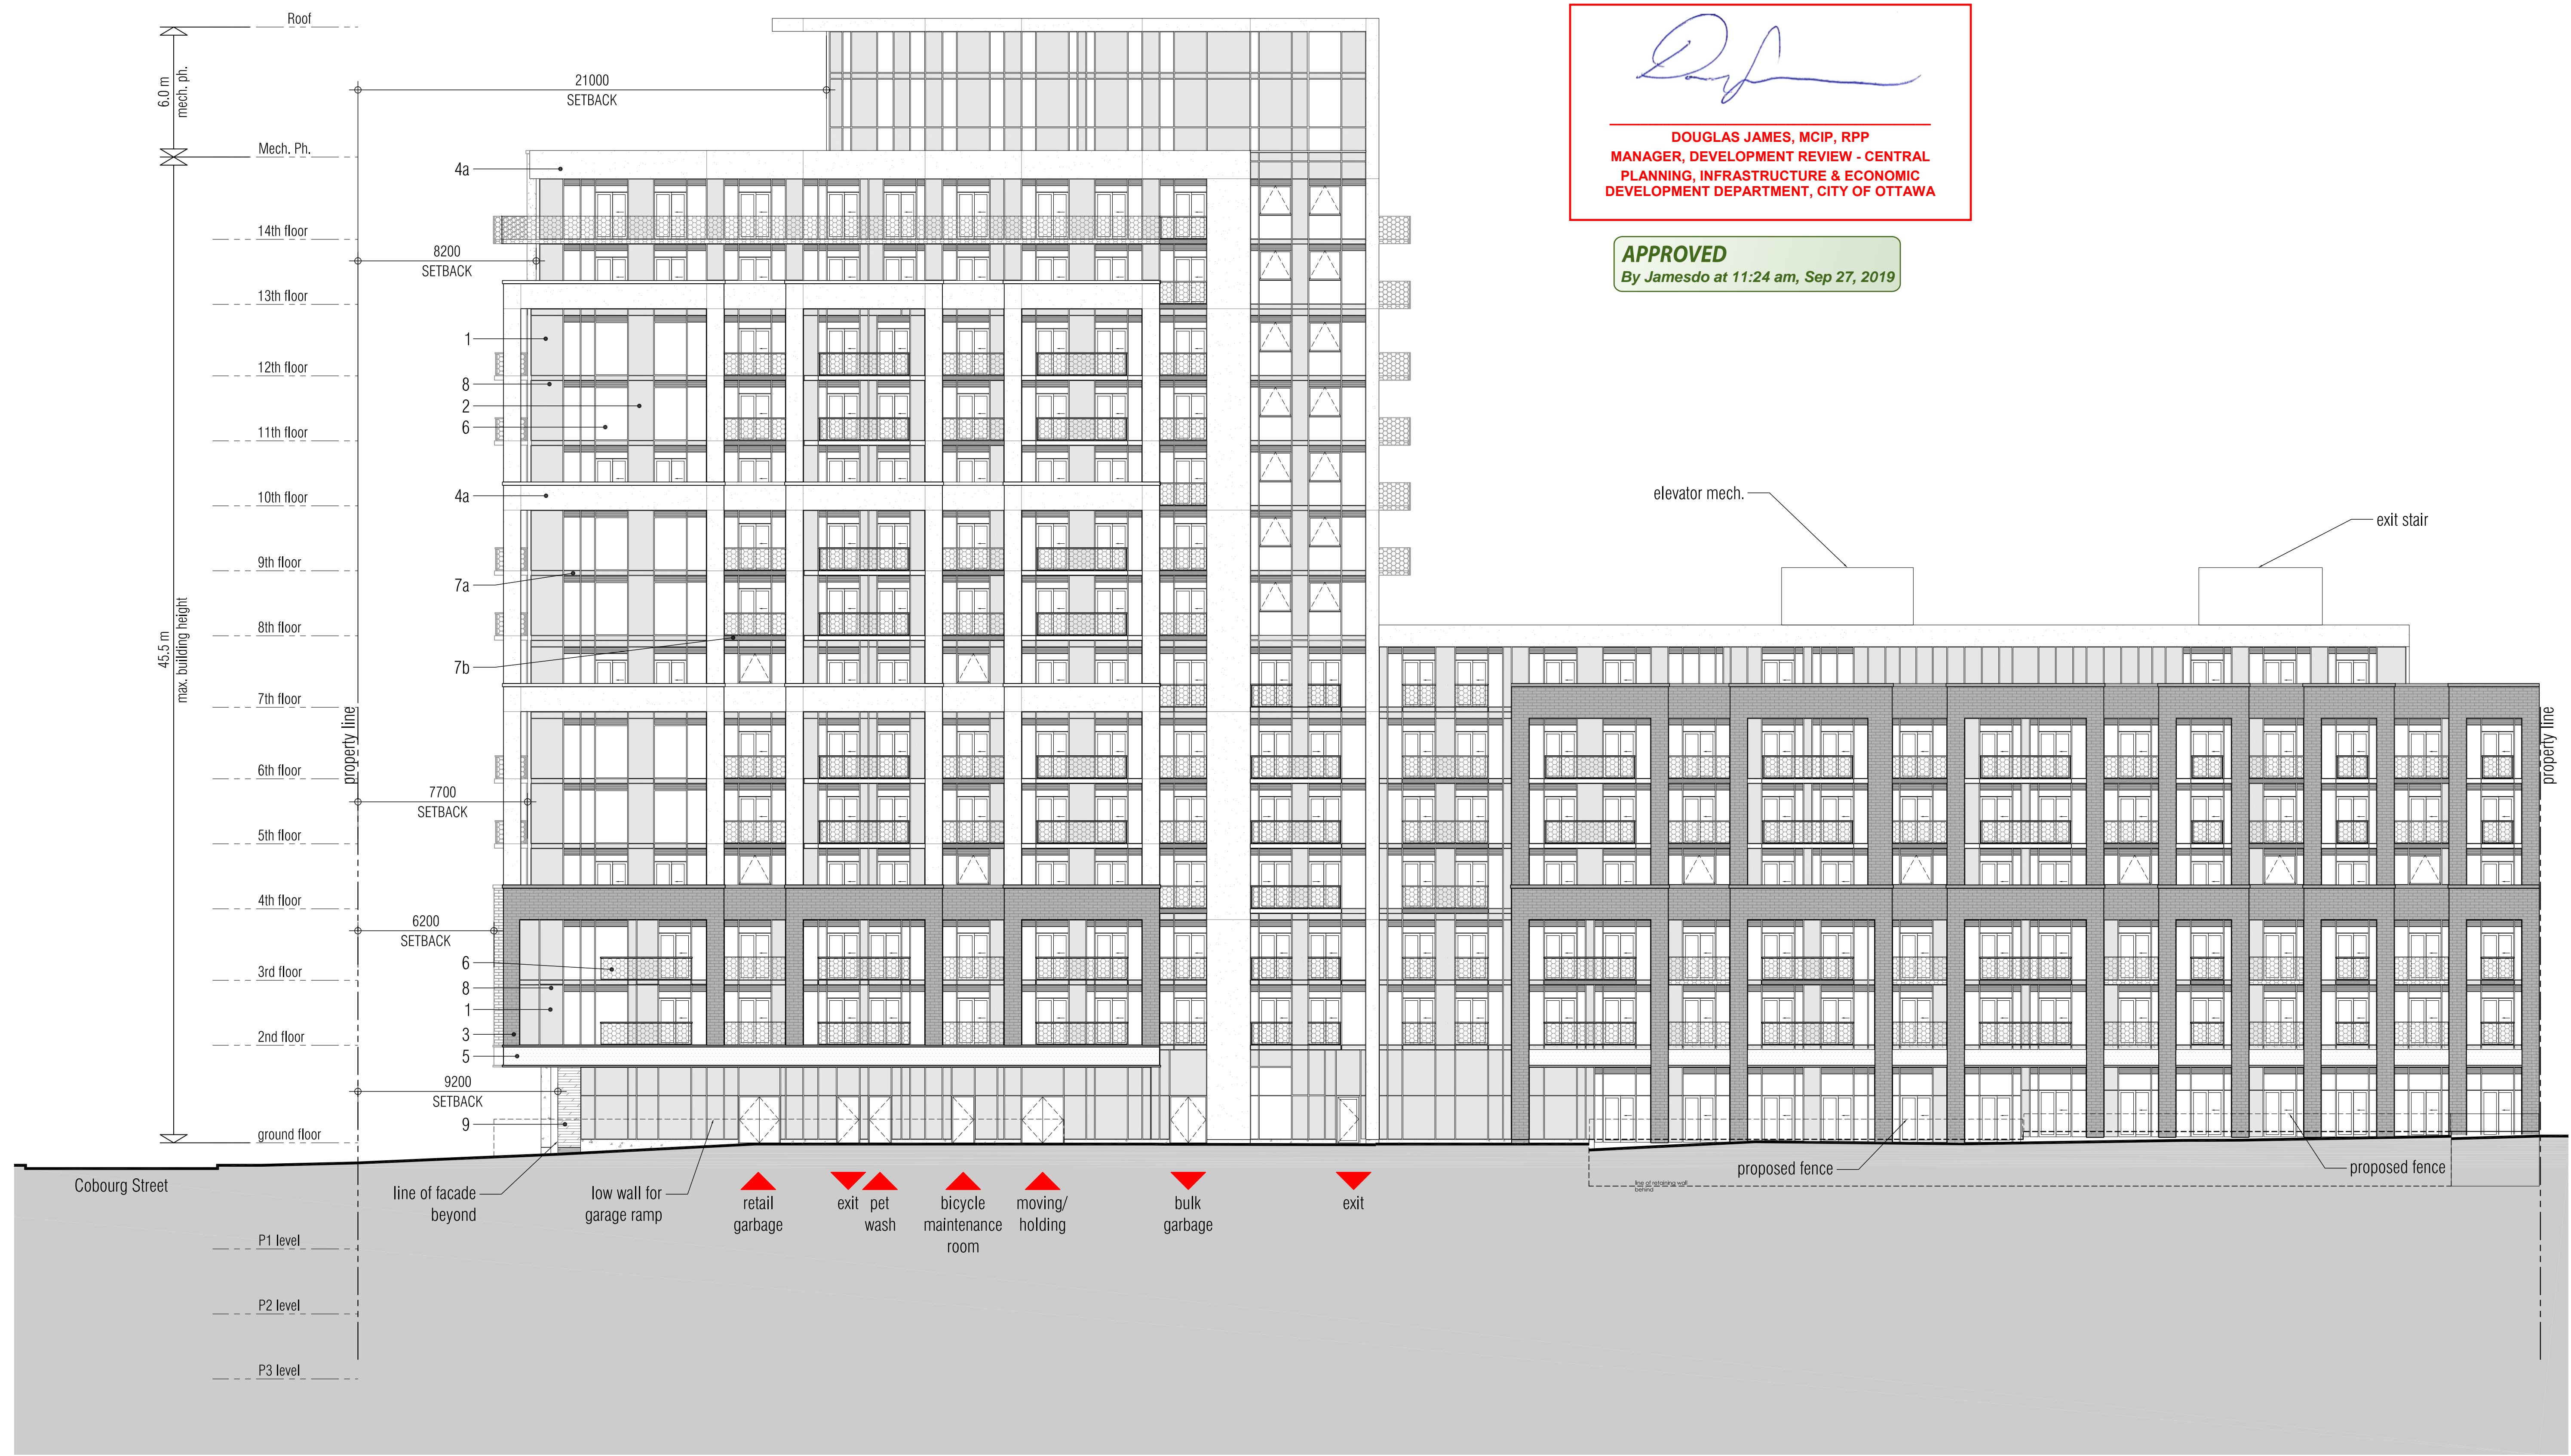 Roof
6.0 m
mech. ph.
21000
SETBACK
Mech. Ph.
4a
14th floor
8200
SETBACK
13th floor
1
12th floor
8
2
6
11th floor
4a
10th floor
9th floor
7a
8th floor
45.5 m
max. building height
7b
7th floor
property line
6th floor
7700
SETBACK
5th floor
4th floor
6200
SETBACK
6
3rd floor
8
1
3
2nd floor
5
9200
SETBACK
9
ground floor
Cobourg Street
line of facade
beyond
low wall for
garage ramp
retail
garbage
exit
pet
wash
bicycle
maintenance
room
moving/
holding
bulk
garbage
exit
P1 level
P2 level
P3 level
DOUGLAS JAMES, MCIP, RPP
MANAGER, DEVELOPMENT REVIEW - CENTRAL
PLANNING, INFRASTRUCTURE & ECONOMIC
DEVELOPMENT DEPARTMENT, CITY OF OTTAWA
APPROVED
By Jamesdo at 11:24 am, Sep 27, 2019
elevator mech.
exit stair
property line
proposed fence
proposed fence
line of retaining wall
behind